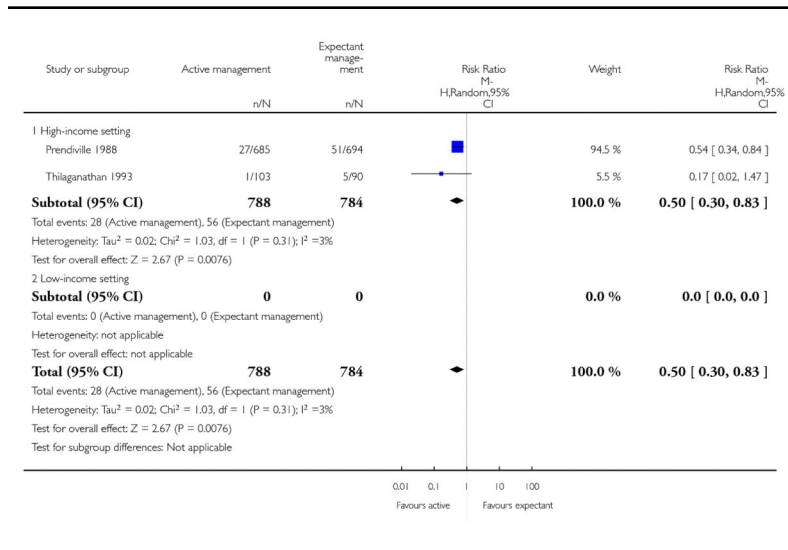 Study or subgroup Active management Expectant management Risk Ratio Weight Risk Ratio
n/N n/N M-H,Random,95% CI M-H,Random,95% CI
1 High-income setting
Prendiville 1988 27/685 51/694 94.5 % 0.54 [ 0.34, 0.84 ]
Thilaganathan 1993 1/103 5/90 5.5 % 0.17 [ 0.02, 1.47 ]
Subtotal (95% CI) 788 784 100.0 % 0.50 [ 0.30, 0.83 ]
Total events: 28 (Active management), 56 (Expectant management)
Heterogeneity: Tau² = 0.02; Chi² = 1.03, df = 1 (P = 0.31); I² =3%
Test for overall effect: Z = 2.67 (P = 0.0076)
2 Low-income setting
Subtotal (95% CI) 0 0 0.0 % 0.0 [ 0.0, 0.0 ]
Total events: 0 (Active management), 0 (Expectant management)
Heterogeneity: not applicable
Test for overall effect: not applicable
Total (95% CI) 788 784 100.0 % 0.50 [ 0.30, 0.83 ]
Total events: 28 (Active management), 56 (Expectant management)
Heterogeneity: Tau² = 0.02; Chi² = 1.03, df = 1 (P = 0.31); I² =3%
Test for overall effect: Z = 2.67 (P = 0.0076)
Test for subgroup differences: Not applicable
0.01 0.1 1 10 100
Favours active Favours expectant